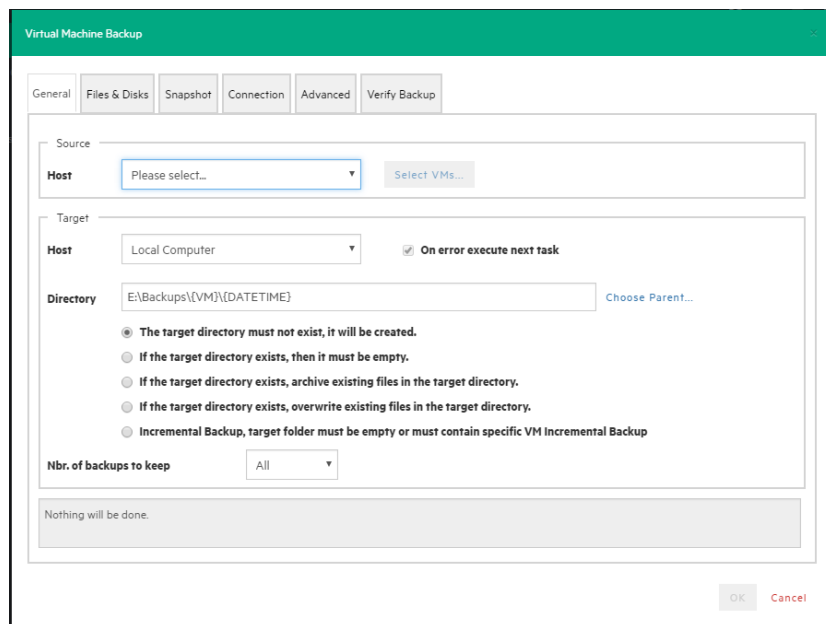 Virtual Machine Backup
General
Files & Disks
Snapshot
Connection
Advanced
Verify Backup
Source
Host
Please select...
Select VMs...
Target
Host
Local Computer
On error execute next task
Directory
E:\Backups\{VM}\{DATETIME}
Choose Parent...
The target directory must not exist, it will be created.
If the target directory exists, then it must be empty.
If the target directory exists, archive existing files in the target directory.
If the target directory exists, overwrite existing files in the target directory.
Incremental Backup, target folder must be empty or must contain specific VM Incremental Backup
Nbr. of backups to keep
All
Nothing will be done.
OK
Cancel